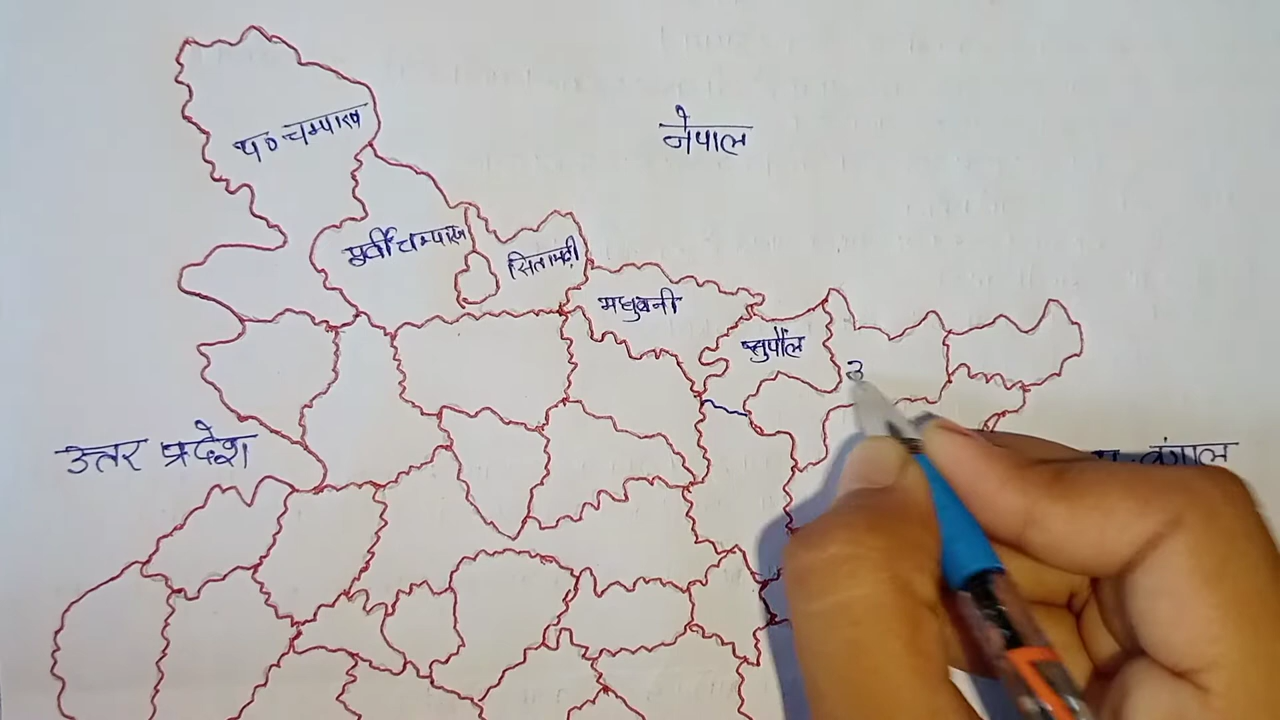 प० चम्पारण
नेपाल
पूर्वी चम्पारण
सितामढ़ी
मधुबनी
सुपौल
उत्तर प्रदेश
प. बंगाल